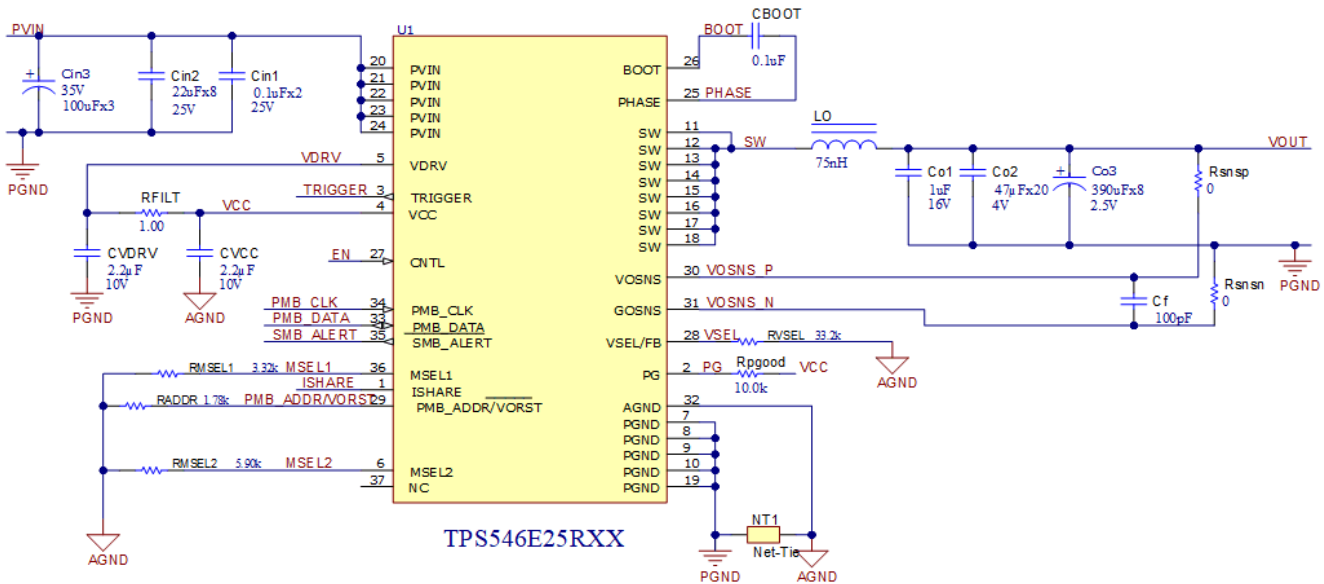 PVIN
Cin3
35V
100uFx3
Cin2
22uFx8
25V
Cin1
0.1uFx2
25V
PGND
U1
20 PVIN
21 PVIN
22 PVIN
23 PVIN
24 PVIN
VDRV 5 VDRV
TRIGGER 3 TRIGGER
RFILT
1.00
VCC 4 VCC
CVDRV
2.2µF
10V
PGND
CVCC
2.2µF
10V
AGND
EN 27 CNTL
PMB_CLK 34 PMB_CLK
PMB_DATA 33 PMB_DATA
SMB_ALERT 35 SMB_ALERT
RMSEL1 3.32k MSEL1 36 MSEL1
ISHARE 1 ISHARE
RADDR 1.78k PMB_ADDR/VORST 29 PMB_ADDR/VORST
RMSEL2 5.90k MSEL2 6 MSEL2
37 NC
AGND
TPS546E25RXX
BOOT 26 BOOT
CBOOT
0.1uF
PHASE 25 PHASE
SW 11
SW 12 SW
SW 13
SW 14
SW 15
SW 16
SW 17
SW 18
LO
75nH
VOUT
Co1
1uF
16V
Co2
47µFx20
4V
Co3
390uFx8
2.5V
Rsnsp
0
PGND
VOSNS 30 VOSNS_P
GOSNS 31 VOSNS_N
Cf
100pF
Rsnsn
0
VSEL/FB 28 VSEL RVSEL 33.2k
AGND
PG 2 PG Rpgood VCC
10.0k
AGND 32
PGND 7
PGND 8
PGND 9
PGND 10
PGND 19
NT1
Net-Tie
PGND
AGND